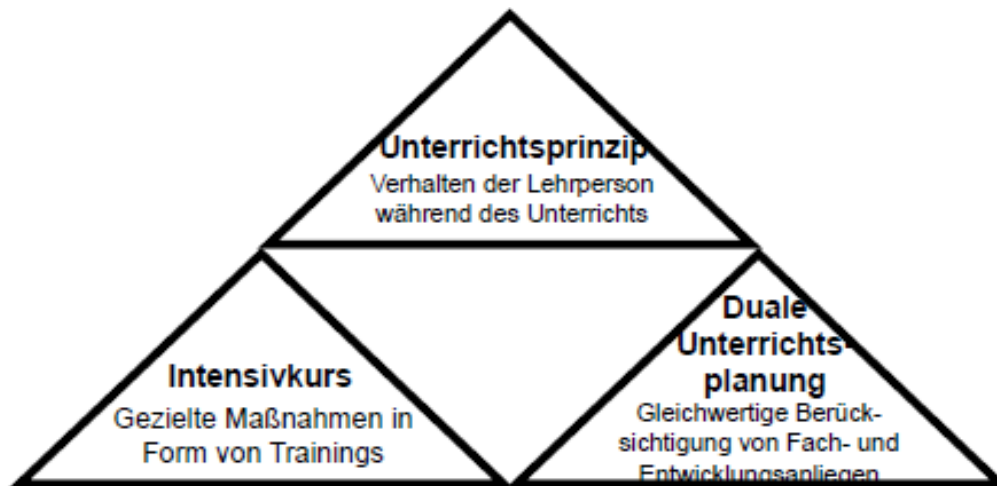 Unterrichtsprinzip
Verhalten der Lehrperson
während des Unterrichts
Intensivkurs
Gezielte Maßnahmen in
Form von Trainings
Duale
Unterrichts-
planung
Gleichwertige Berück-
sichtigung von Fach- und
Entwicklungsanliegen